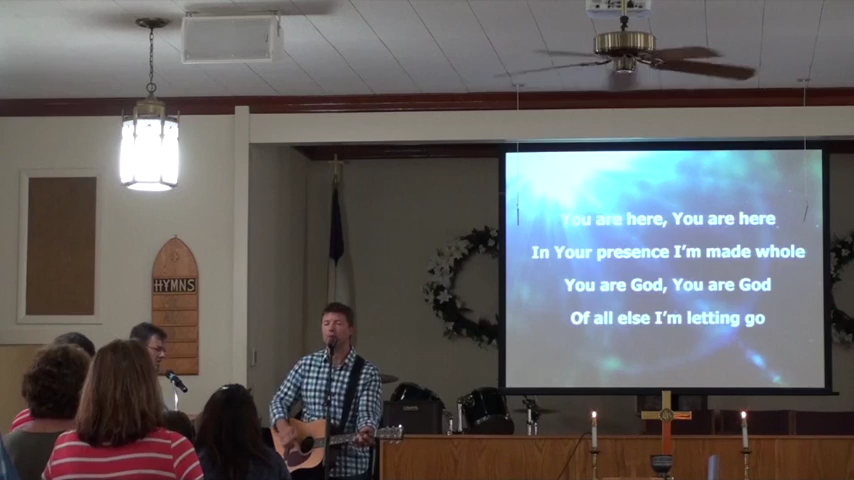 HYMNS
You are here, You are here
In Your presence I'm made whole
You are God, You are God
Of all else I'm letting go